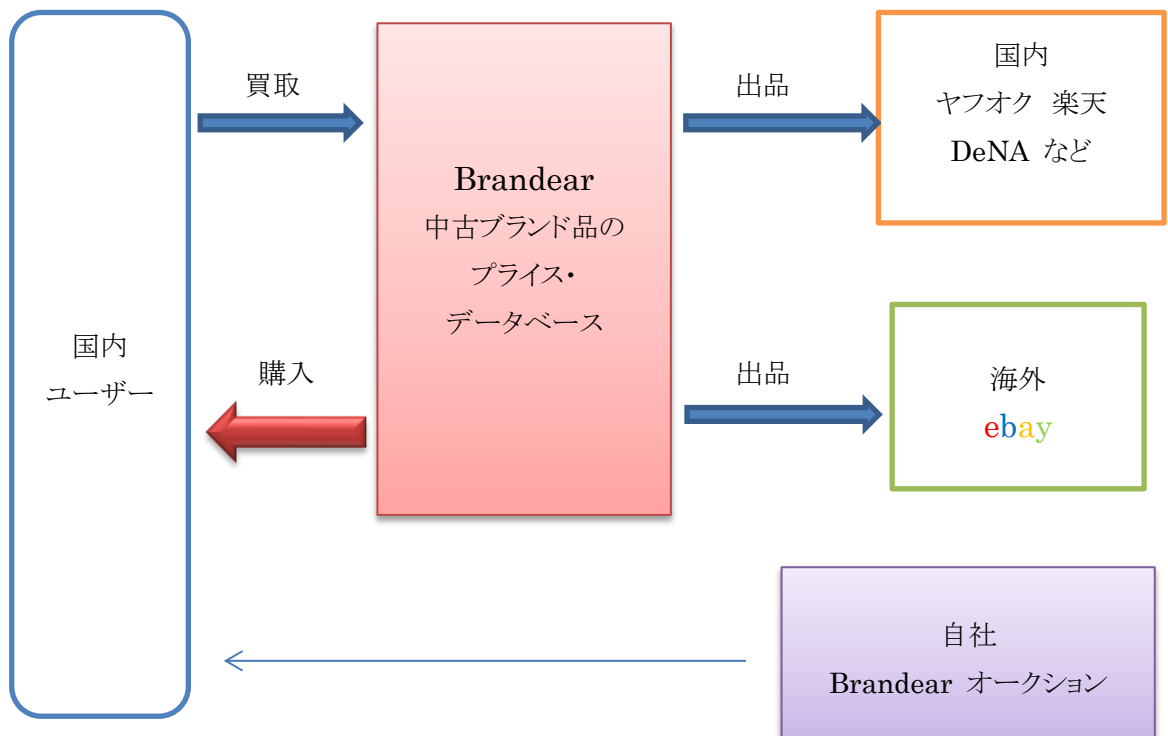 買取
出品
国内
ヤフオク 楽天
DeNA など
Brandear
中古ブランド品の
プライス・
データベース
国内
ユーザー
購入
出品
海外
ebay
自社
Brandear オークション